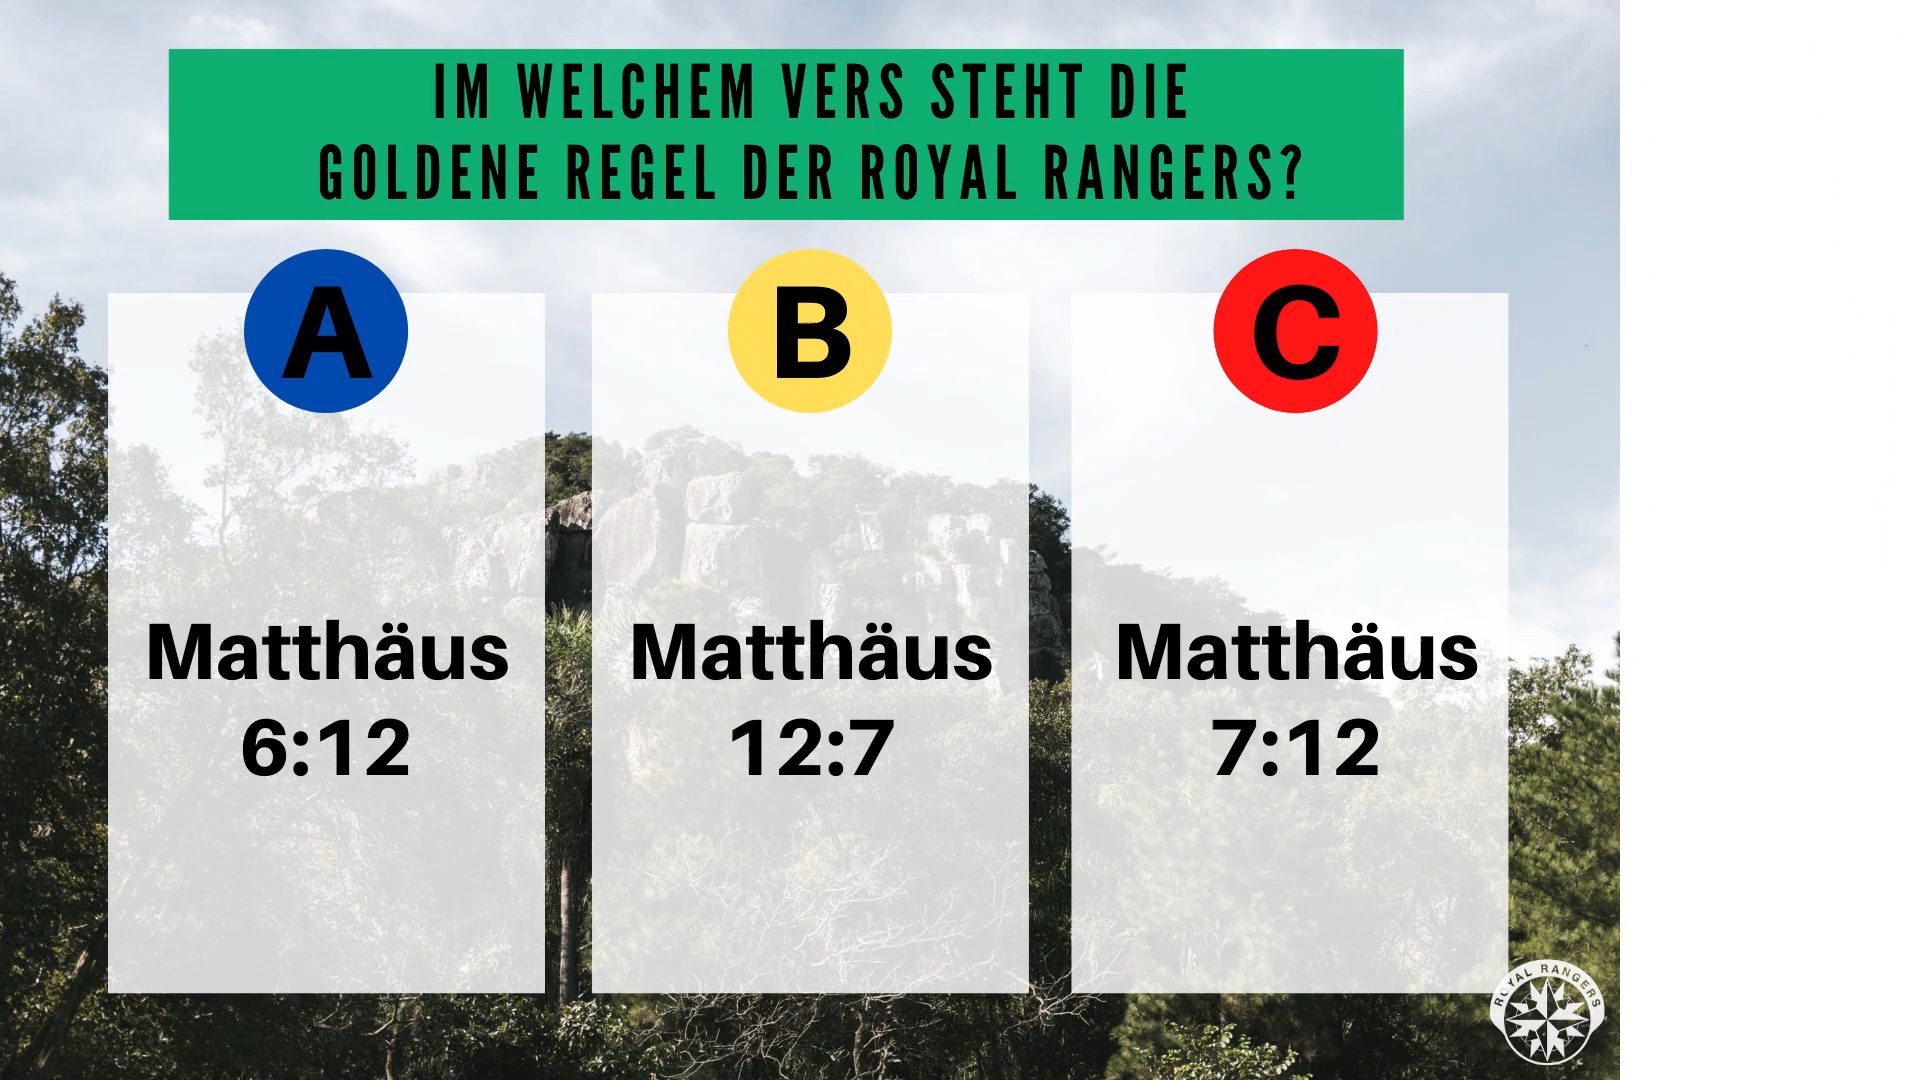 IM WELCHEM VERS STEHT DIE
GOLDENE REGEL DER ROYAL RANGERS?
A
B
C
Matthäus
6:12
Matthäus
12:7
Matthäus
7:12
ROYAL RANGERS